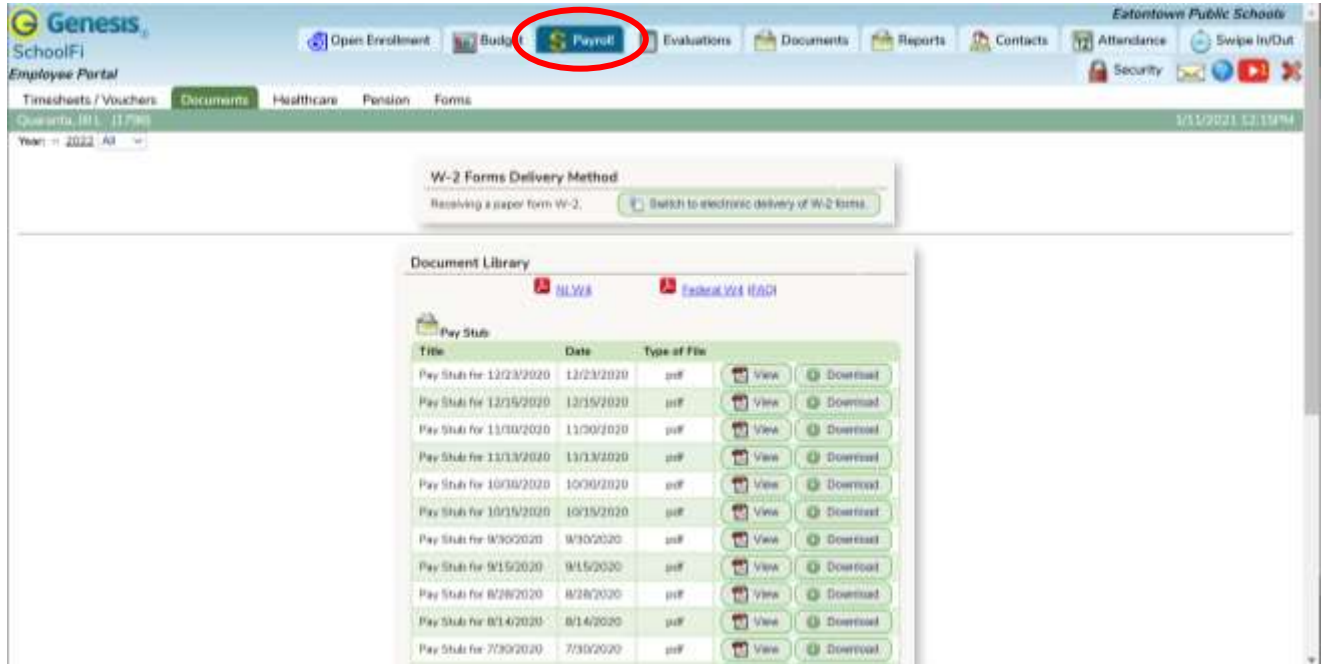 Eatontown Public Schools
Genesis
SchoolFi
Employee Portal
Open Enrollment Budget Payroll Evaluations Documents Reports Contacts Attendance Swipe In/Out
Security
Timesheets / Vouchers Documents Healthcare Pension Forms
1/11/2021 12:15PM
Year: 2022 All
W-2 Forms Delivery Method
Receiving a paper form W-2. Switch to electronic delivery of W-2 forms.
Document Library
NJ W4 Federal W4 (FAQ)
Pay Stub
Title Date Type of File
Pay Stub for 12/23/2020 12/23/2020 pdf View Download
Pay Stub for 12/15/2020 12/15/2020 pdf View Download
Pay Stub for 11/30/2020 11/30/2020 pdf View Download
Pay Stub for 11/13/2020 11/13/2020 pdf View Download
Pay Stub for 10/30/2020 10/30/2020 pdf View Download
Pay Stub for 10/15/2020 10/15/2020 pdf View Download
Pay Stub for 9/30/2020 9/30/2020 pdf View Download
Pay Stub for 9/15/2020 9/15/2020 pdf View Download
Pay Stub for 8/28/2020 8/28/2020 pdf View Download
Pay Stub for 8/14/2020 8/14/2020 pdf View Download
Pay Stub for 7/30/2020 7/30/2020 pdf View Download